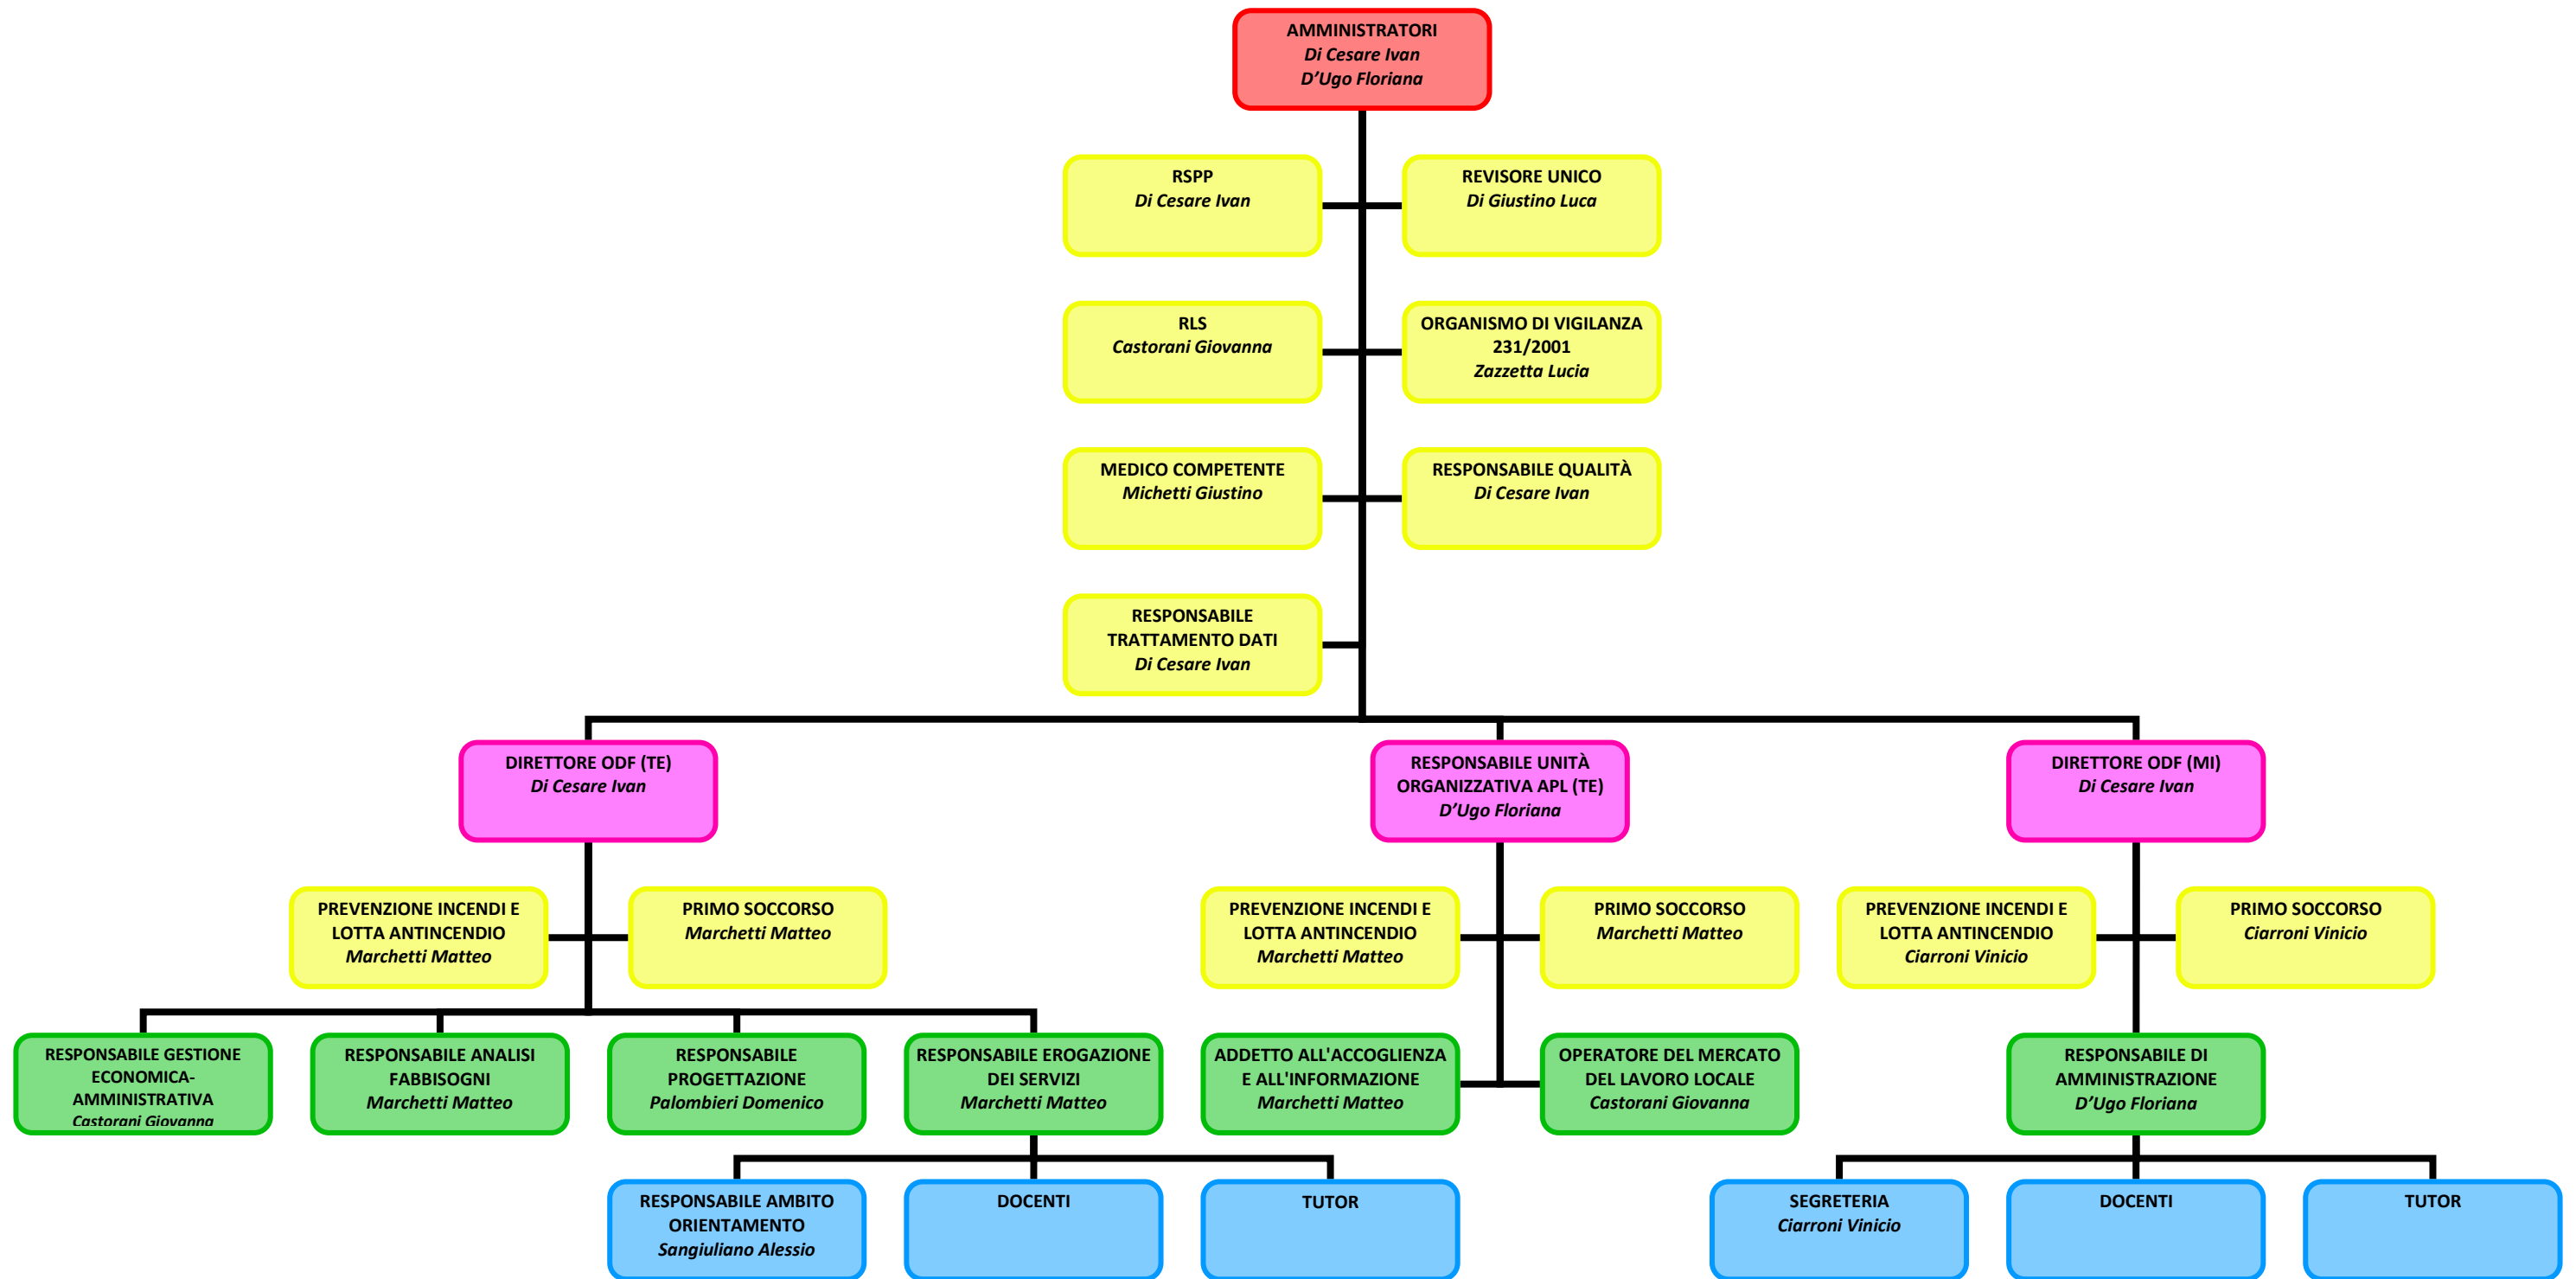 AMMINISTRATORI
Di Cesare Ivan
D’Ugo Floriana
RSPP
Di Cesare Ivan
REVISORE UNICO
Di Giustino Luca
RLS
Castorani Giovanna
ORGANISMO DI VIGILANZA
231/2001
Zazzetta Lucia
MEDICO COMPETENTE
Michetti Giustino
RESPONSABILE QUALITÀ
Di Cesare Ivan
RESPONSABILE
TRATTAMENTO DATI
Di Cesare Ivan
DIRETTORE ODF (TE)
Di Cesare Ivan
RESPONSABILE UNITÀ
ORGANIZZATIVA APL (TE)
D’Ugo Floriana
DIRETTORE ODF (MI)
Di Cesare Ivan
PREVENZIONE INCENDI E
LOTTA ANTINCENDIO
Marchetti Matteo
PRIMO SOCCORSO
Marchetti Matteo
PREVENZIONE INCENDI E
LOTTA ANTINCENDIO
Marchetti Matteo
PRIMO SOCCORSO
Marchetti Matteo
PREVENZIONE INCENDI E
LOTTA ANTINCENDIO
Ciarroni Vinicio
PRIMO SOCCORSO
Ciarroni Vinicio
RESPONSABILE GESTIONE
ECONOMICA-
AMMINISTRATIVA
Castorani Giovanna
RESPONSABILE ANALISI
FABBISOGNI
Marchetti Matteo
RESPONSABILE
PROGETTAZIONE
Palombieri Domenico
RESPONSABILE EROGAZIONE
DEI SERVIZI
Marchetti Matteo
ADDETTO ALL'ACCOGLIENZA
E ALL'INFORMAZIONE
Marchetti Matteo
OPERATORE DEL MERCATO
DEL LAVORO LOCALE
Castorani Giovanna
RESPONSABILE DI
AMMINISTRAZIONE
D’Ugo Floriana
RESPONSABILE AMBITO
ORIENTAMENTO
Sangiuliano Alessio
DOCENTI
TUTOR
SEGRETERIA
Ciarroni Vinicio
DOCENTI
TUTOR